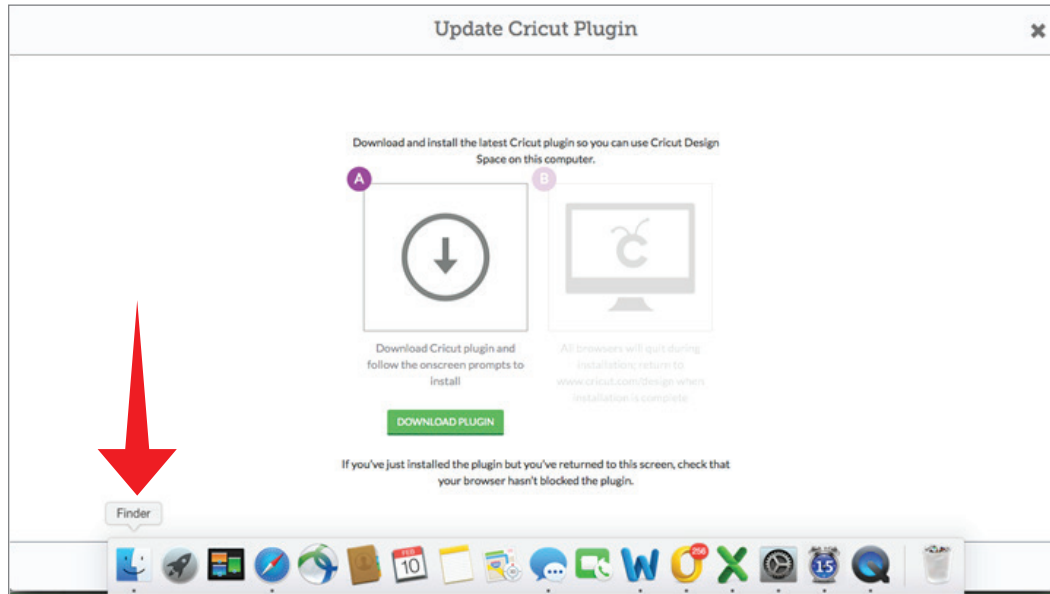 Update Cricut Plugin
Download and install the latest Cricut plugin so you can use Cricut Design
Space on this computer.
A
B
Download Cricut plugin and
follow the onscreen prompts to
install
All browsers will quit during
installation; return to
www.cricut.com/design when
installation is complete
DOWNLOAD PLUGIN
If you've just installed the plugin but you've returned to this screen, check that
your browser hasn't blocked the plugin.
Finder
FEB
10
256
15